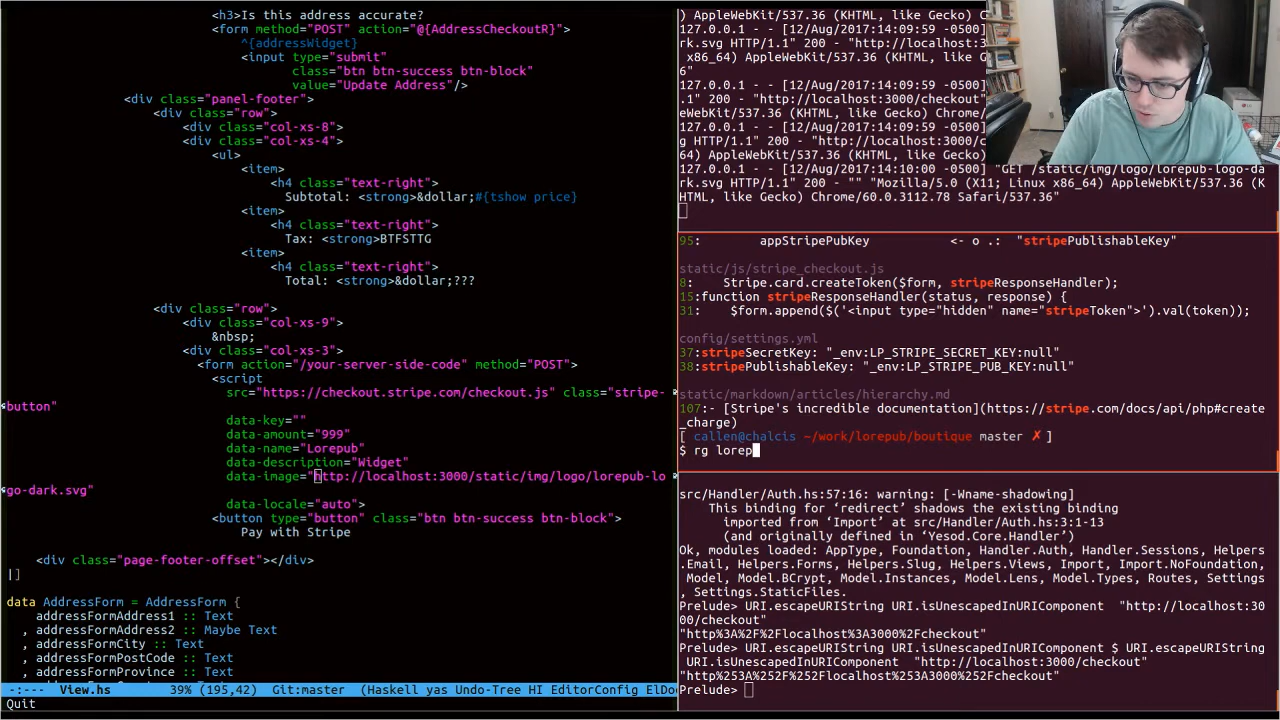 <h3>Is this address accurate?
<form method="POST" action="@{AddressCheckoutR}">
^{addressWidget}
<input type="submit"
class="btn btn-success btn-block"
value="Update Address"/>
<div class="panel-footer">
<div class="row">
<div class="col-xs-8">
<div class="col-xs-4">
<ul>
<item>
<h4 class="text-right">
Subtotal: <strong>&dollar;#{tshow price}
<item>
<h4 class="text-right">
Tax: <strong>BTFSTTG
<item>
<h4 class="text-right">
Total: <strong>&dollar;???
<div class="row">
<div class="col-xs-9">
&nbsp;
<div class="col-xs-3">
<form action="/your-server-side-code" method="POST">
<script
src="https://checkout.stripe.com/checkout.js" class="stripe-
button"
data-key=""
data-amount="999"
data-name="Lorepub"
data-description="Widget"
data-image="http://localhost:3000/static/img/logo/lorepub-lo
go-dark.svg"
data-locale="auto">
<button type="button" class="btn btn-success btn-block">
Pay with Stripe
<div class="page-footer-offset"></div>
|]
data AddressForm = AddressForm {
addressFormAddress1 :: Text
, addressFormAddress2 :: Maybe Text
, addressFormCity :: Text
, addressFormPostCode :: Text
, addressFormProvince :: Text
-:--- View.hs 39% (195,42) Git:master (Haskell yas Undo-Tree HI EditorConfig ElDo
Quit
) AppleWebKit/537.36 (KHTML, like Gecko) C
127.0.0.1 - - [12/Aug/2017:14:09:59 -0500]
rk.svg HTTP/1.1" 200 - "http://localhost:3
x86_64) AppleWebKit/537.36 (KHTML, like G
6"
127.0.0.1 - - [12/Aug/2017:14:09:59 -0500]
.1" 200 - "http://localhost:3000/checkout"
eWebKit/537.36 (KHTML, like Gecko) Chrome/
127.0.0.1 - - [12/Aug/2017:14:09:59 -0500]
g HTTP/1.1" 200 - "http://localhost:3000/c
64) AppleWebKit/537.36 (KHTML, like Gecko)
127.0.0.1 - - [12/Aug/2017:14:10:00 -0500] "GET /static/img/logo/lorepub-logo-da
rk.svg HTTP/1.1" 200 - "" "Mozilla/5.0 (X11; Linux x86_64) AppleWebKit/537.36 (K
HTML, like Gecko) Chrome/60.0.3112.78 Safari/537.36"
95: appStripePubKey <- o .: "stripePublishableKey"
static/js/stripe_checkout.js
8: Stripe.card.createToken($form, stripeResponseHandler);
15:function stripeResponseHandler(status, response) {
31: $form.append($('<input type="hidden" name="stripeToken">').val(token));
config/settings.yml
37:stripeSecretKey: "_env:LP_STRIPE_SECRET_KEY:null"
38:stripePublishableKey: "_env:LP_STRIPE_PUB_KEY:null"
static/markdown/articles/hierarchy.md
107:- [Stripe's incredible documentation](https://stripe.com/docs/api/php#create
_charge)
[ callen@chalcis ~/work/lorepub/boutique master ✗ ]
$ rg lorep
src/Handler/Auth.hs:57:16: warning: [-Wname-shadowing]
This binding for ‘redirect’ shadows the existing binding
imported from ‘Import’ at src/Handler/Auth.hs:3:1-13
(and originally defined in ‘Yesod.Core.Handler’)
Ok, modules loaded: AppType, Foundation, Handler.Auth, Handler.Sessions, Helpers
.Email, Helpers.Forms, Helpers.Slug, Helpers.Views, Import, Import.NoFoundation,
Model, Model.BCrypt, Model.Instances, Model.Lens, Model.Types, Routes, Settings
, Settings.StaticFiles.
Prelude> URI.escapeURIString URI.isUnescapedInURIComponent "http://localhost:30
00/checkout"
"http%3A%2F%2Flocalhost%3A3000%2Fcheckout"
Prelude> URI.escapeURIString URI.isUnescapedInURIComponent $ URI.escapeURIString
URI.isUnescapedInURIComponent "http://localhost:3000/checkout"
"http%253A%252F%252Flocalhost%253A3000%252Fcheckout"
Prelude>